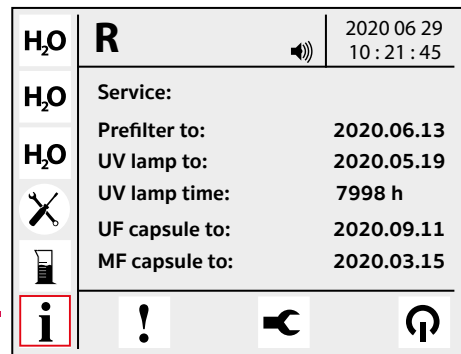 H₂O
R
2020 06 29
10 : 21 : 45
H₂O
Service:
Prefilter to: 2020.06.13
H₂O
UV lamp to: 2020.05.19
UV lamp time: 7998 h
UF capsule to: 2020.09.11
MF capsule to: 2020.03.15
i
!